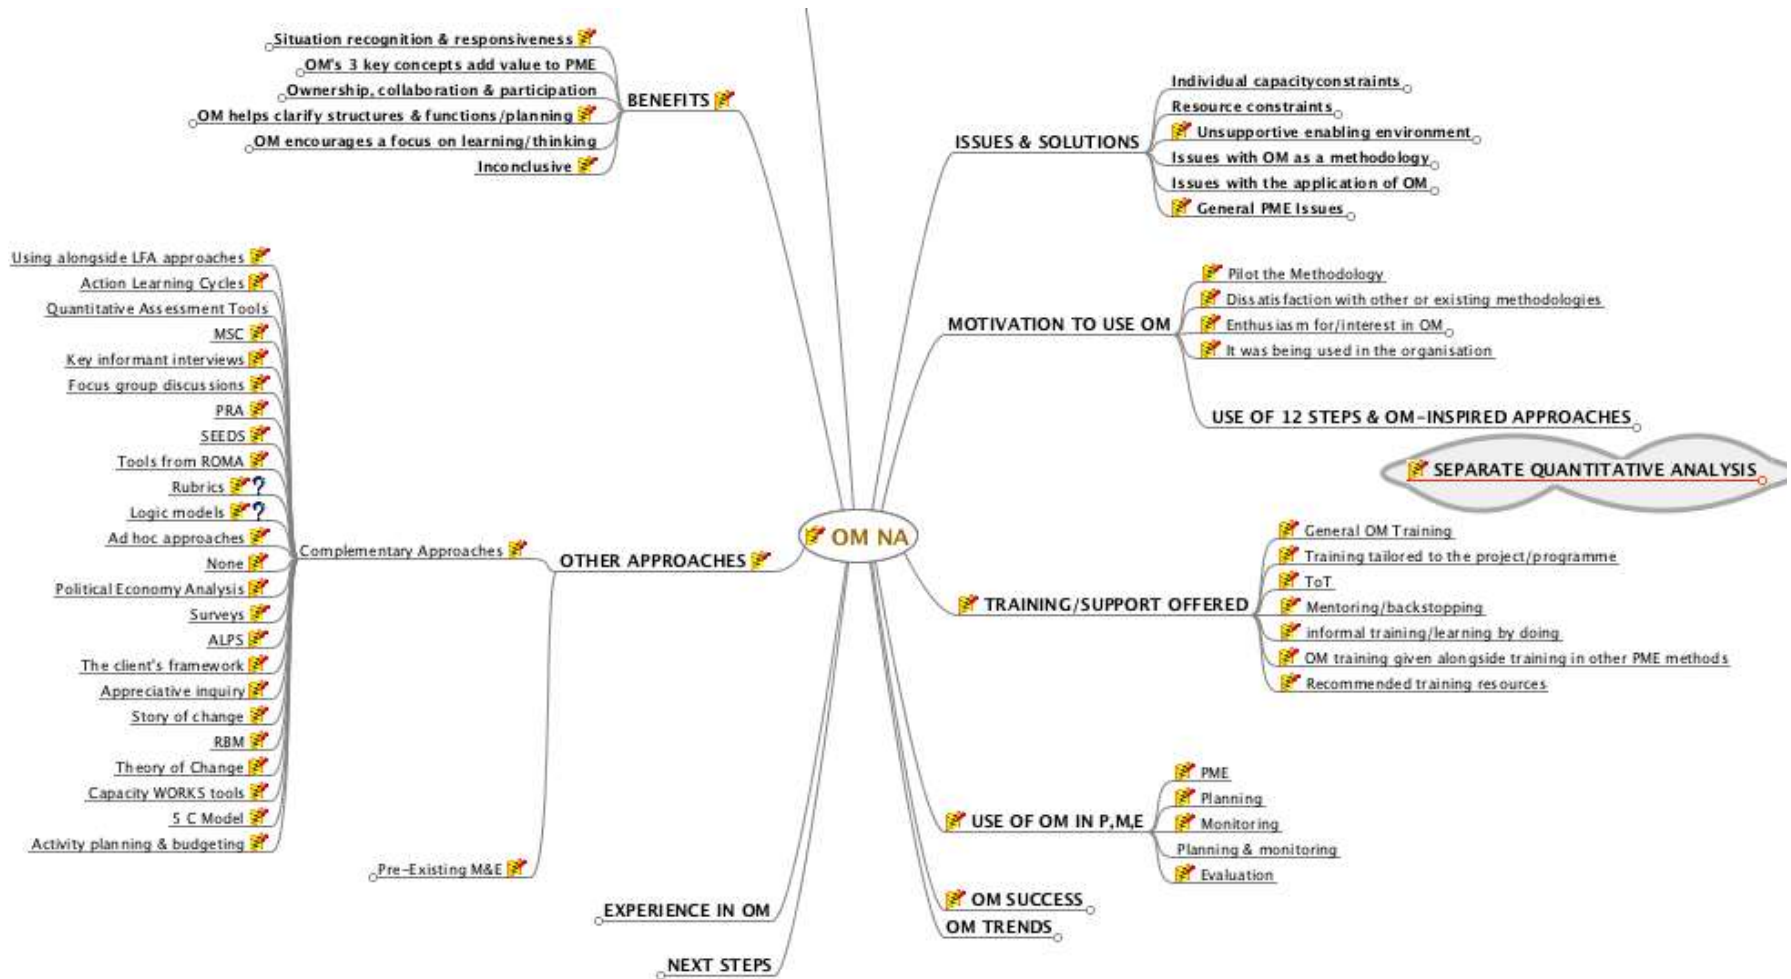 Situation recognition & responsiveness
OM's 3 key concepts add value to PME
Ownership, collaboration & participation
OM helps clarify structures & functions/planning
OM encourages a focus on learning/thinking
Inconclusive
BENEFITS
Using alongside LFA approaches
Action Learning Cycles
Quantitative Assessment Tools
MSC
Key informant interviews
Focus group discussions
PRA
SEEDS
Tools from ROMA
Rubrics ?
Logic models ?
Ad hoc approaches
None
Political Economy Analysis
Surveys
ALPS
The client's framework
Appreciative inquiry
Story of change
RBM
Theory of Change
Capacity WORKS tools
5 C Model
Activity planning & budgeting
Complementary Approaches
Pre-Existing M&E
OTHER APPROACHES
EXPERIENCE IN OM
NEXT STEPS
OM NA
ISSUES & SOLUTIONS
Individual capacityconstraints
Resource constraints
Unsupportive enabling environment
Issues with OM as a methodology
Issues with the application of OM
General PME Issues
MOTIVATION TO USE OM
Pilot the Methodology
Dissatisfaction with other or existing methodologies
Enthusiasm for/interest in OM
It was being used in the organisation
USE OF 12 STEPS & OM-INSPIRED APPROACHES
SEPARATE QUANTITATIVE ANALYSIS
TRAINING/SUPPORT OFFERED
General OM Training
Training tailored to the project/programme
ToT
Mentoring/backstopping
informal training/learning by doing
OM training given alongside training in other PME methods
Recommended training resources
USE OF OM IN P,M,E
PME
Planning
Monitoring
Planning & monitoring
Evaluation
OM SUCCESS
OM TRENDS